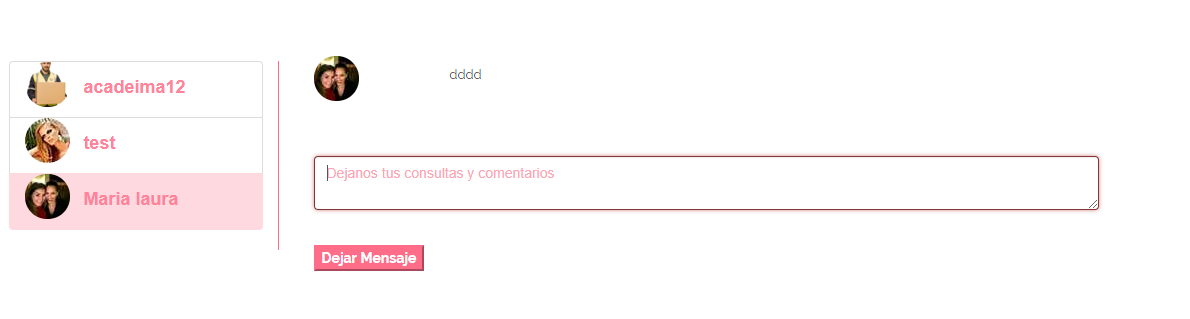 acadeima12
test
Maria laura
dddd
Dejanos tus consultas y comentarios
Dejar Mensaje